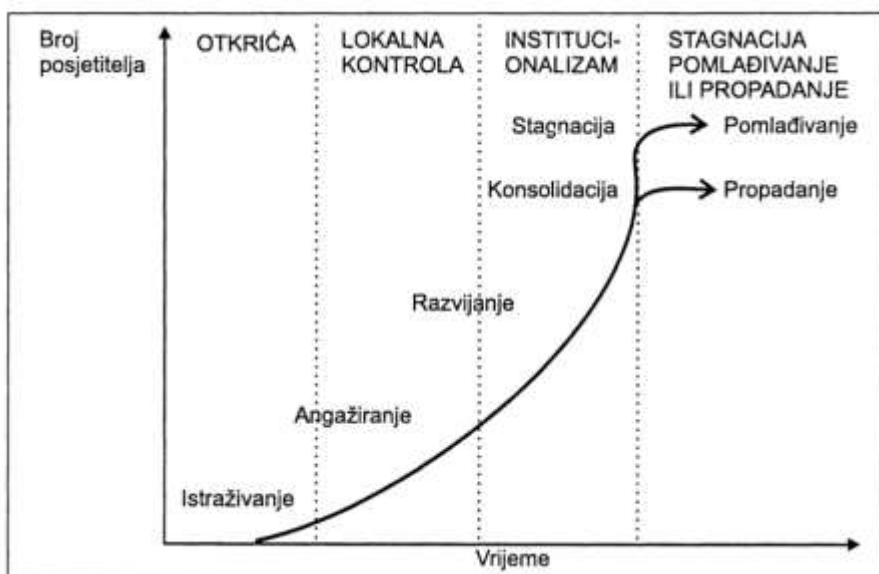 Broj
posjetitelja
OTKRIĆA
LOKALNA
KONTROLA
INSTITUCI-
ONALIZAM
STAGNACIJA
POMLAĐIVANJE
ILI PROPADANJE
Stagnacija
Pomlađivanje
Konsolidacija
Propadanje
Razvijanje
Angažiranje
Istraživanje
Vrijeme